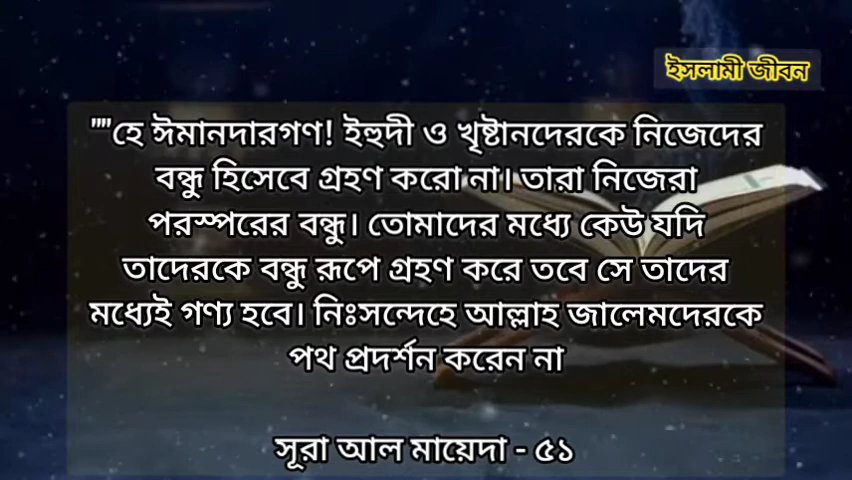 ইসলামী জীবন
""হে ঈমানদারগণ! ইহুদী ও খৃষ্টানদেরকে নিজেদের
বন্ধু হিসেবে গ্রহণ করো না। তারা নিজেরা
পরস্পরের বন্ধু। তোমাদের মধ্যে কেউ যদি
তাদেরকে বন্ধু রূপে গ্রহণ করে তবে সে তাদের
মধ্যেই গণ্য হবে। নিঃসন্দেহে আল্লাহ জালেমদেরকে
পথ প্রদর্শন করেন না
সূরা আল মায়েদা - ৫১